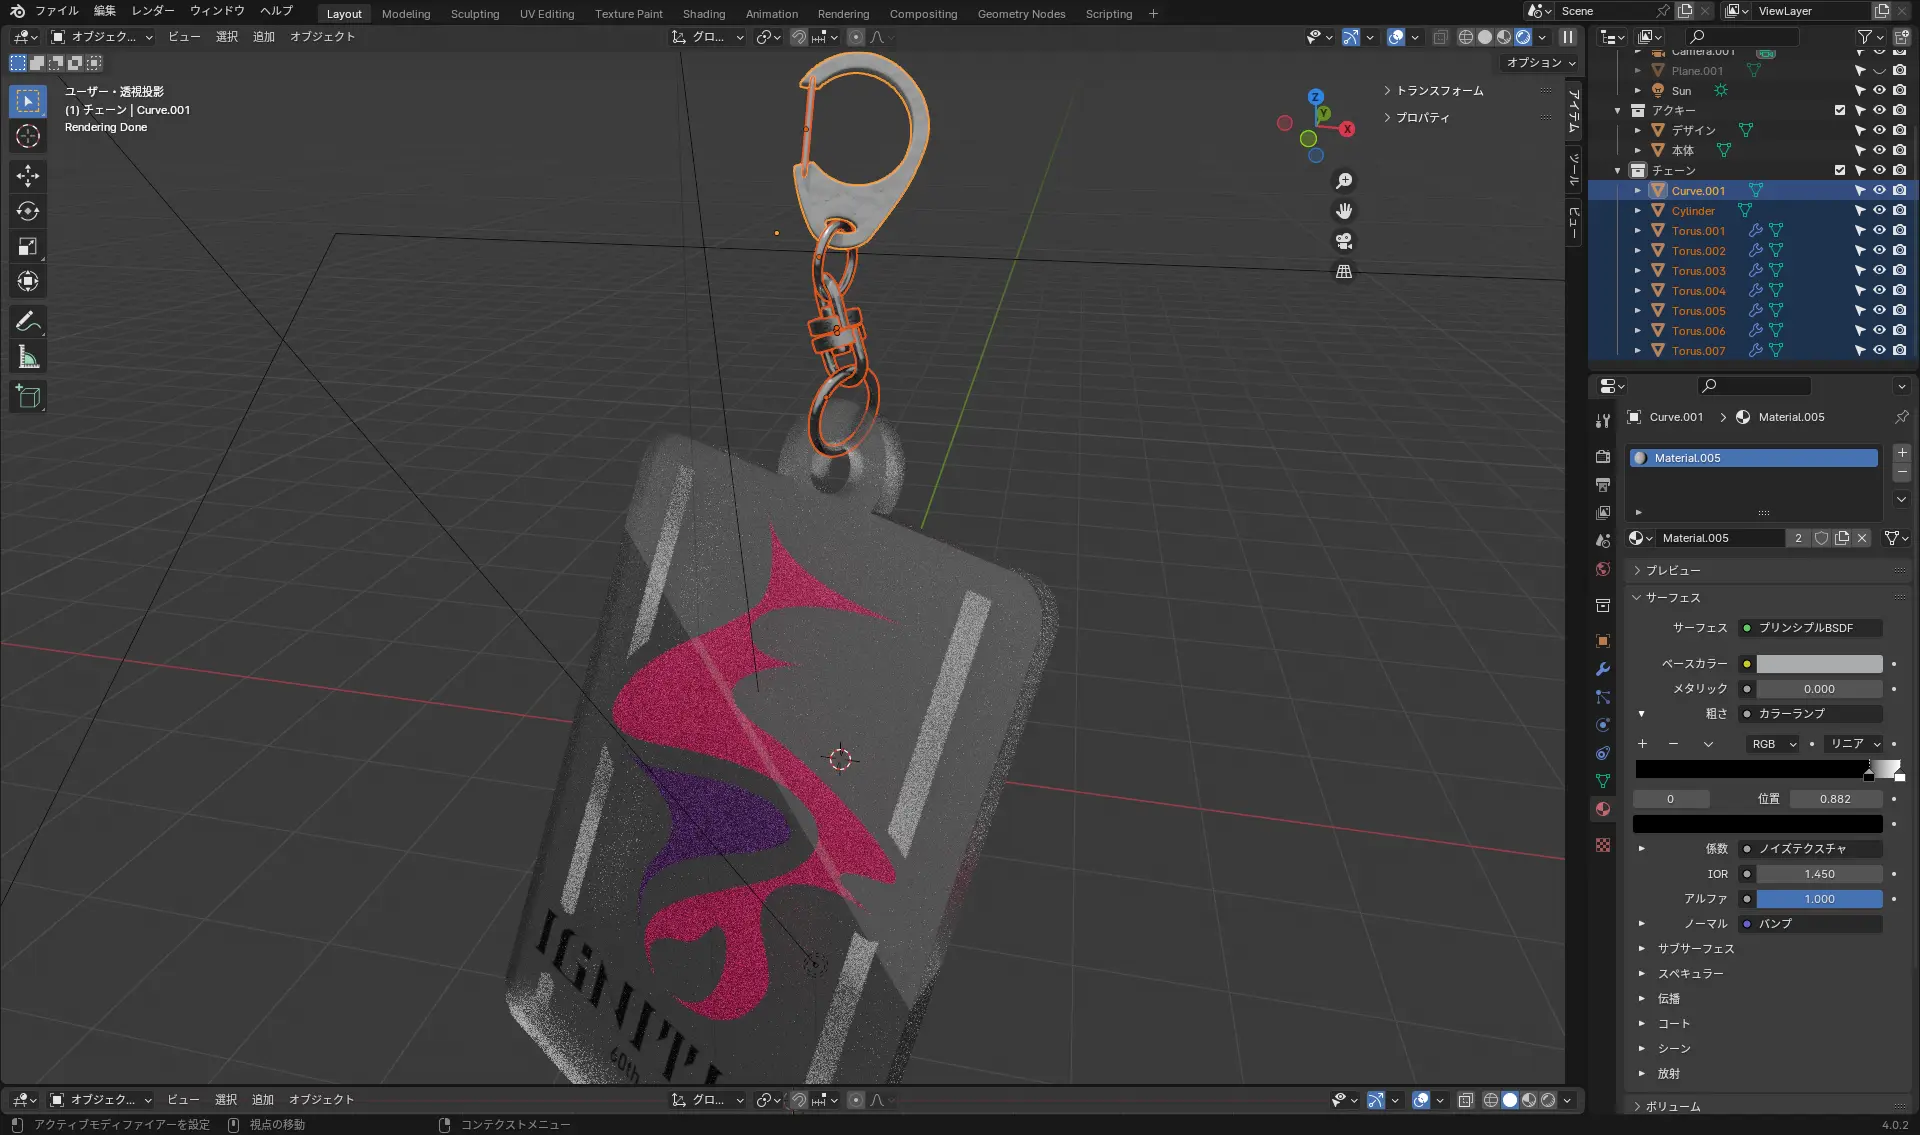 ファイル 編集 レンダー ウィンドウ ヘルプ Layout Modeling Sculpting UV Editing Texture Paint Shading Animation Rendering Compositing Geometry Nodes Scripting + Scene ViewLayer
オブジェク... ビュー 選択 追加 オブジェクト グロ...
オプション
ユーザー・透視投影
(1) チェーン | Curve.001
Rendering Done
Z
Y
X
トランスフォーム
プロパティ
アイテム
ツール
ビュー
IGNITE
60th
Camera.001
Plane.001
Sun
アクキー
デザイン
本体
チェーン
Curve.001
Cylinder
Torus.001
Torus.002
Torus.003
Torus.004
Torus.005
Torus.006
Torus.007
Curve.001 > Material.005
Material.005
Material.005 2
プレビュー
サーフェス
サーフェス プリンシプルBSDF
ベースカラー
メタリック 0.000
粗さ カラーランプ
RGB リニア
0 位置 0.882
係数 ノイズテクスチャ
IOR 1.450
アルファ 1.000
ノーマル バンプ
サブサーフェス
スペキュラー
伝播
コート
シーン
放射
ボリューム
オブジェク... ビュー 選択 追加 オブジェクト グロ...
アクティブモディファイアーを設定 視点の移動 コンテクストメニュー 4.0.2